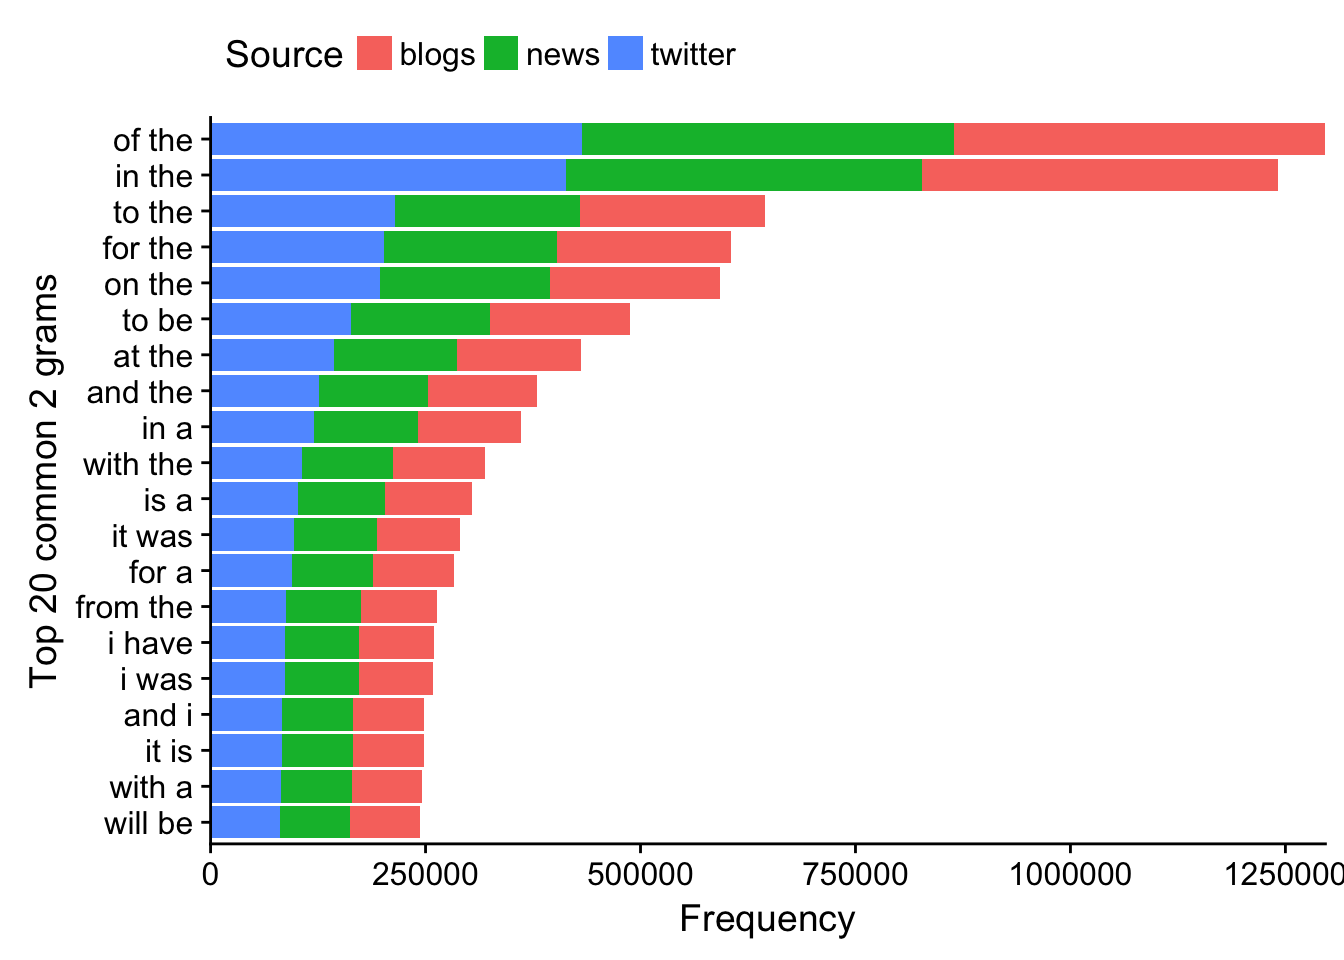 Source blogs news twitter
of the
in the
to the
for the
on the
to be
at the
and the
in a
with the
is a
it was
for a
from the
i have
i was
and i
it is
with a
will be
Top 20 common 2 grams
0 250000 500000 750000 1000000 1250000
Frequency